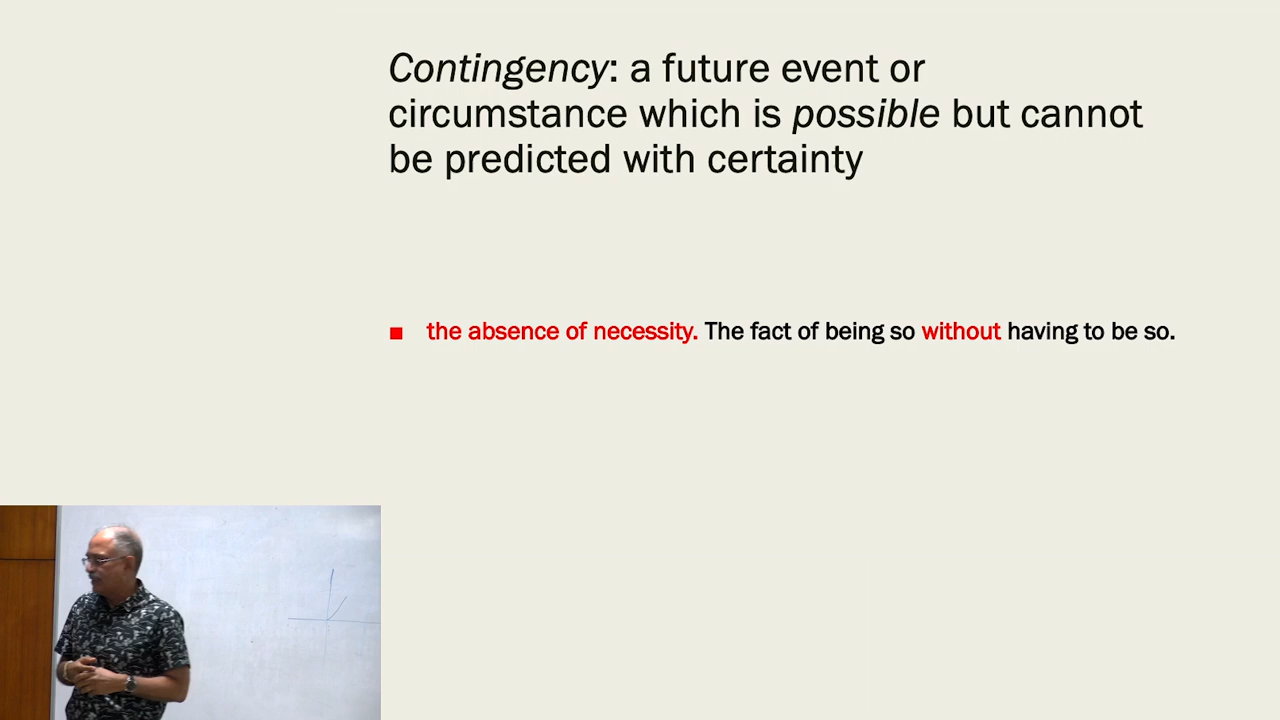 Contingency: a future event or
circumstance which is possible but cannot
be predicted with certainty
■ the absence of necessity. The fact of being so without having to be so.